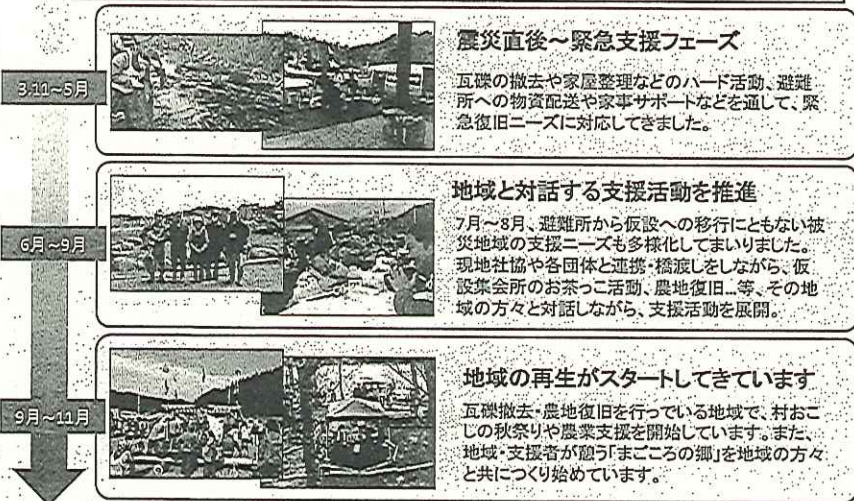 3.11~5月
震災直後～緊急支援フェーズ
瓦礫の撤去や家屋整理などのハード活動、避難
所への物資配送や家事サポートなどを通して、緊
急復旧ニーズに対応してきました。
6月~9月
地域と対話する支援活動を推進
7月～8月、避難所から仮設への移行にともない被
災地域の支援ニーズも多様化してまいりました。
現地社協や各団体と連携・橋渡しをしながら、仮
設集会所のお茶っこ活動、農地復旧…等、その地
域の方々と対話しながら、支援活動を展開。
9月~11月
地域の再生がスタートしてきています
瓦礫撤去・農地復旧を行っている地域で、村おこ
しの秋祭りや農業支援を開始しています。また、
地域・支援者が憩う「まごころの郷」を地域の方々
と共につくり始めています。